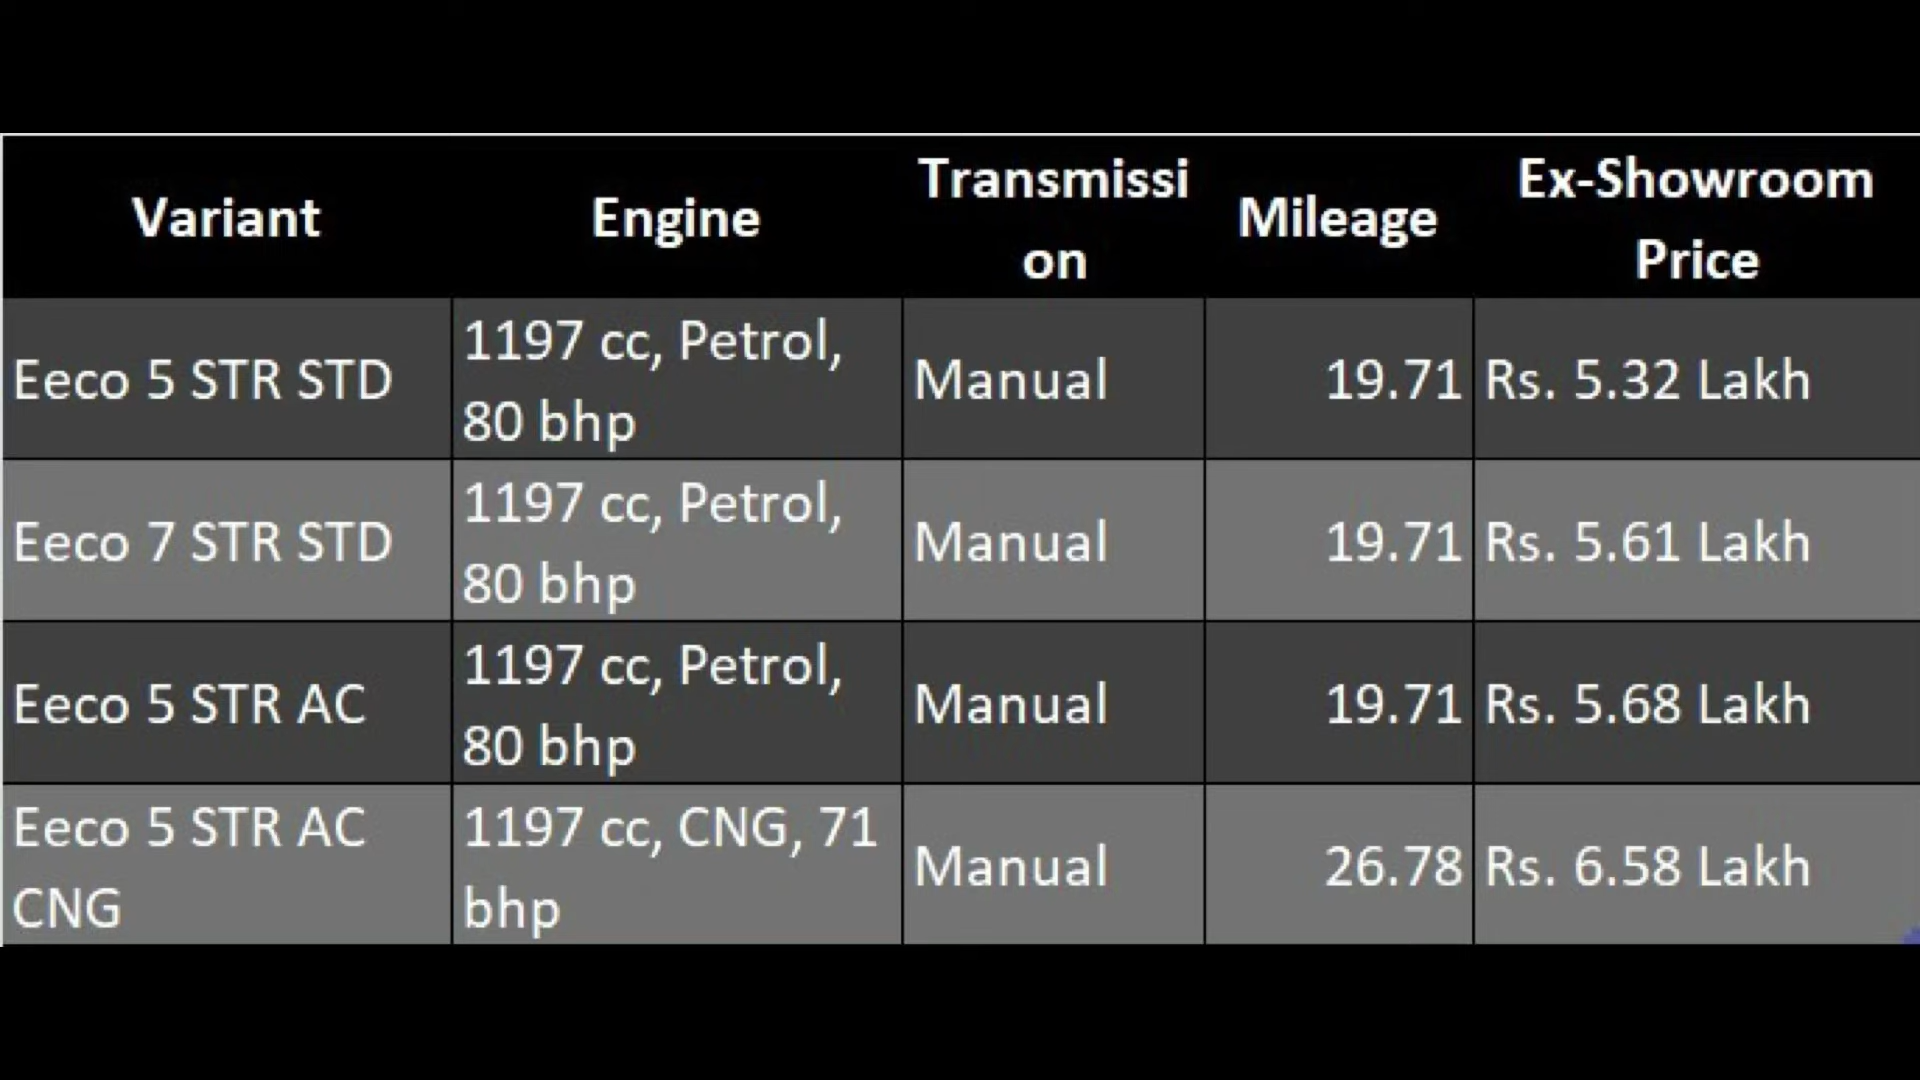 Variant Engine Transmissi
on Mileage Ex-Showroom
Price
Eeco 5 STR STD 1197 cc, Petrol,
80 bhp Manual 19.71 Rs. 5.32 Lakh
Eeco 7 STR STD 1197 cc, Petrol,
80 bhp Manual 19.71 Rs. 5.61 Lakh
Eeco 5 STR AC 1197 cc, Petrol,
80 bhp Manual 19.71 Rs. 5.68 Lakh
Eeco 5 STR AC
CNG 1197 cc, CNG, 71
bhp Manual 26.78 Rs. 6.58 Lakh